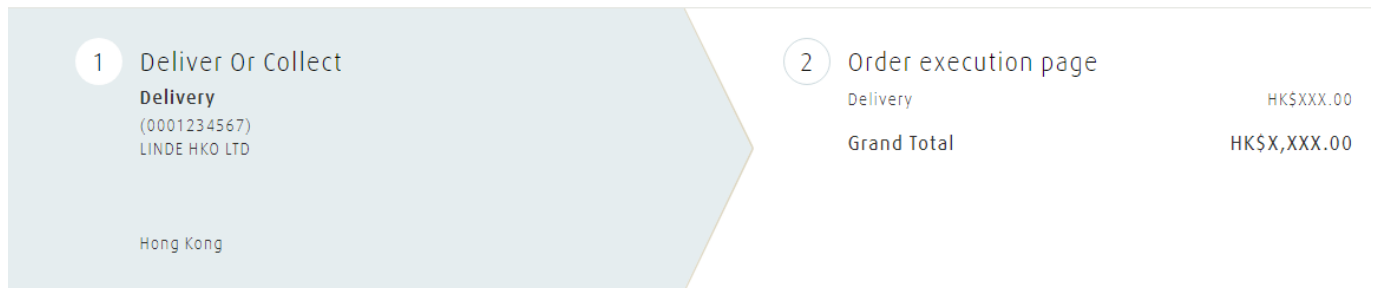 1 Deliver Or Collect
Delivery
(0001234567)
LINDE HKO LTD
Hong Kong
2 Order execution page
Delivery HK$XXX.00
Grand Total HK$X,XXX.00